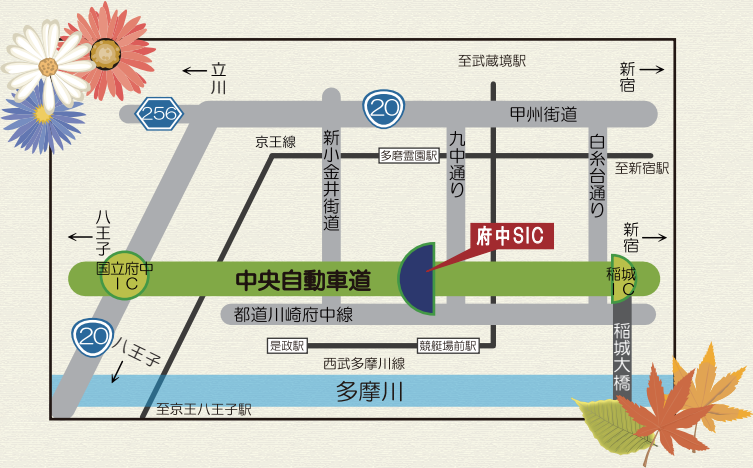 至武蔵境駅
立川
新宿
256
20
甲州街道
京王線
新小金井街道
多磨霊園駅
九中通り
白糸台通り
至新宿駅
八王子
府中SIC
新宿
国立府中
IC
中央自動車道
稲城
IC
都道川崎府中線
20
八王子
是政駅
競艇場前駅
稲城大橋
西武多摩川線
多摩川
至京王八王子駅